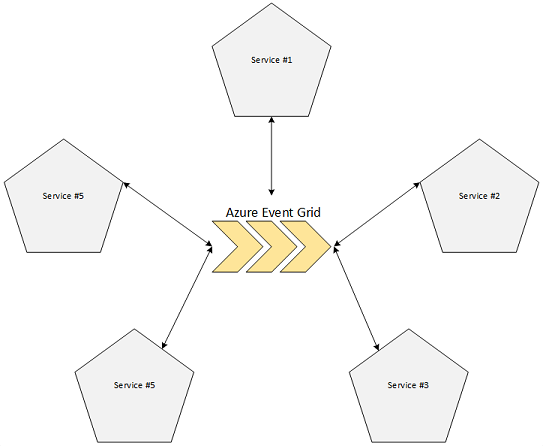 Service #1
Service #5
Service #2
Azure Event Grid
Service #5
Service #3